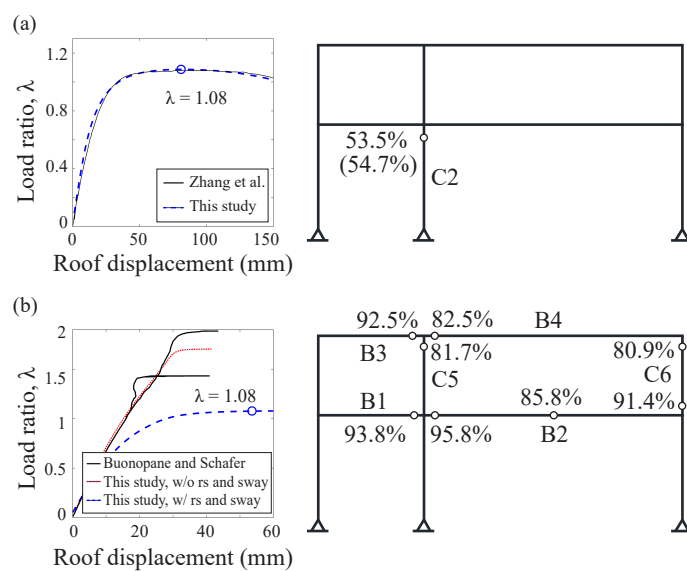 (a)
Load ratio, λ
1.2
0.8
0.4
0
λ = 1.08
Zhang et al.
This study
0 50 100 150
Roof displacement (mm)
53.5%
(54.7%)
C2
(b)
Load ratio, λ
2
1.5
1
0.5
0
λ = 1.08
Buonopane and Schafer
This study, w/o rs and sway
This study, w/ rs and sway
0 20 40 60
Roof displacement (mm)
92.5% 82.5% B4
B3 81.7% 80.9%
C5 C6
B1 85.8% 91.4%
93.8% 95.8% B2